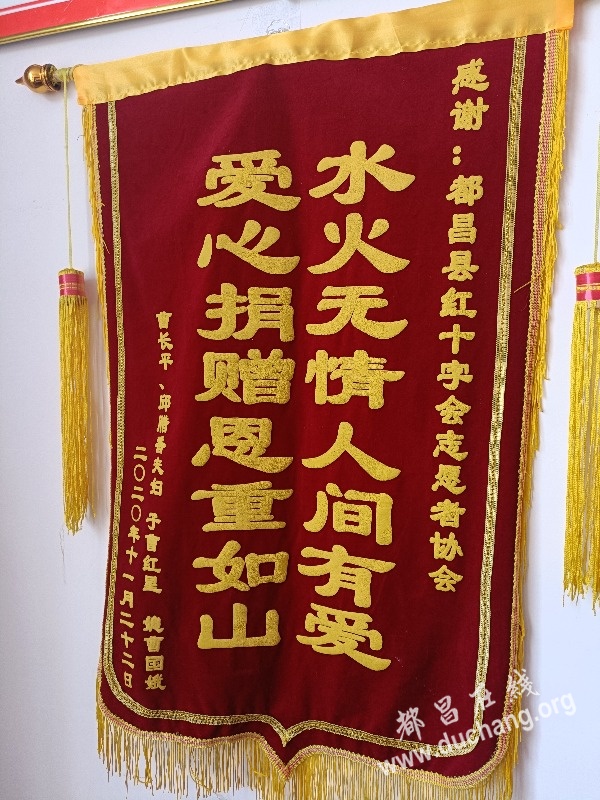 感谢：都昌县红十字会志愿者协会
水火无情人间有爱
爱心捐赠恩重如山
曹长平、邱腊香夫妇 子曹红星 媳曹国娥
二〇二〇年十一月二十二日
都昌在线
www.duchang.org